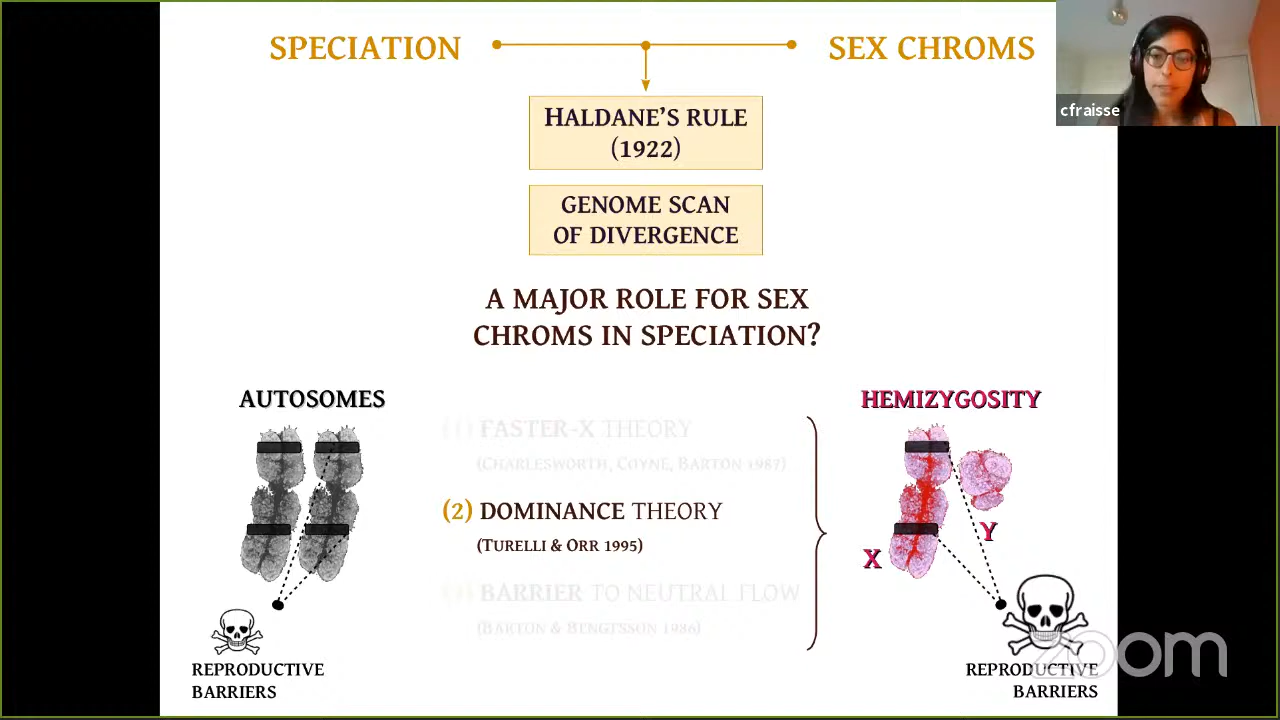 SPECIATION
SEX CHROMS
cfraisse
HALDANE'S RULE
(1922)
GENOME SCAN
OF DIVERGENCE
A MAJOR ROLE FOR SEX
CHROMS IN SPECIATION?
AUTOSOMES
HEMIZYGOSITY
(1) FASTER-X THEORY
(CHARLESWORTH, COYNE, BARTON 1987)
(2) DOMINANCE THEORY
(TURELLI & ORR 1995)
(3) BARRIER TO NEUTRAL FLOW
(BARTON & BENGTSSON 1986)
X
Y
REPRODUCTIVE
BARRIERS
REPRODUCTIVE
BARRIERS
zoom